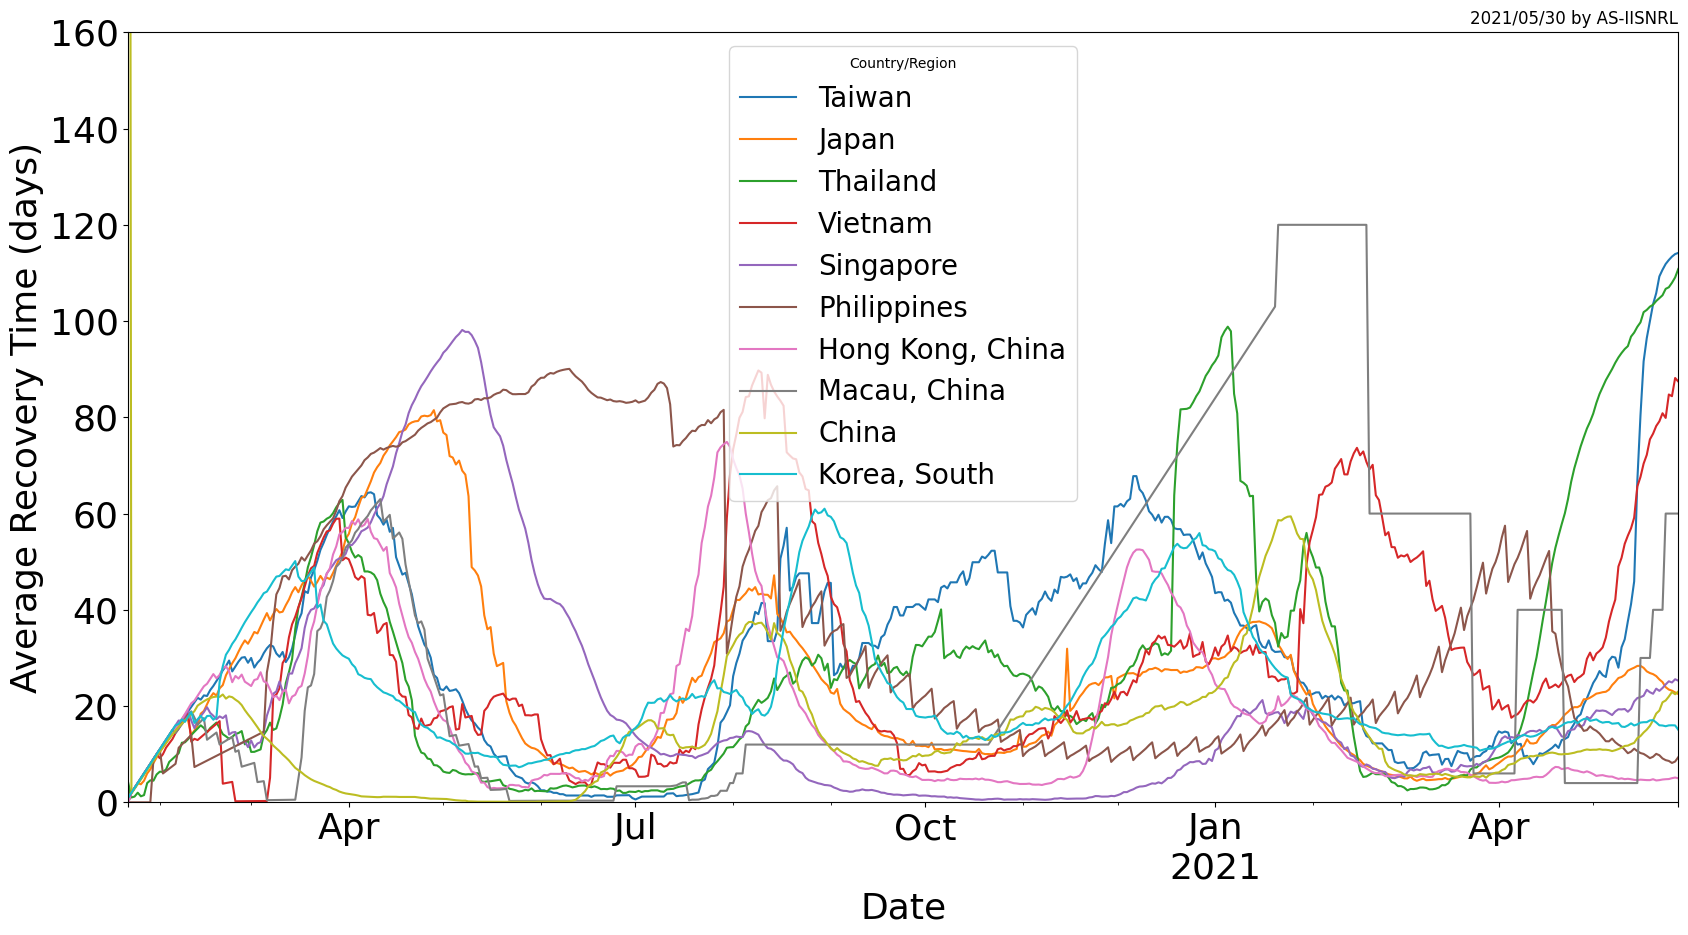 2021/05/30 by AS-IISNRL
160
140
120
100
80
60
40
20
0
Average Recovery Time (days)
Country/Region
Taiwan
Japan
Thailand
Vietnam
Singapore
Philippines
Hong Kong, China
Macau, China
China
Korea, South
Apr
Jul
Oct
Jan
2021
Apr
Date